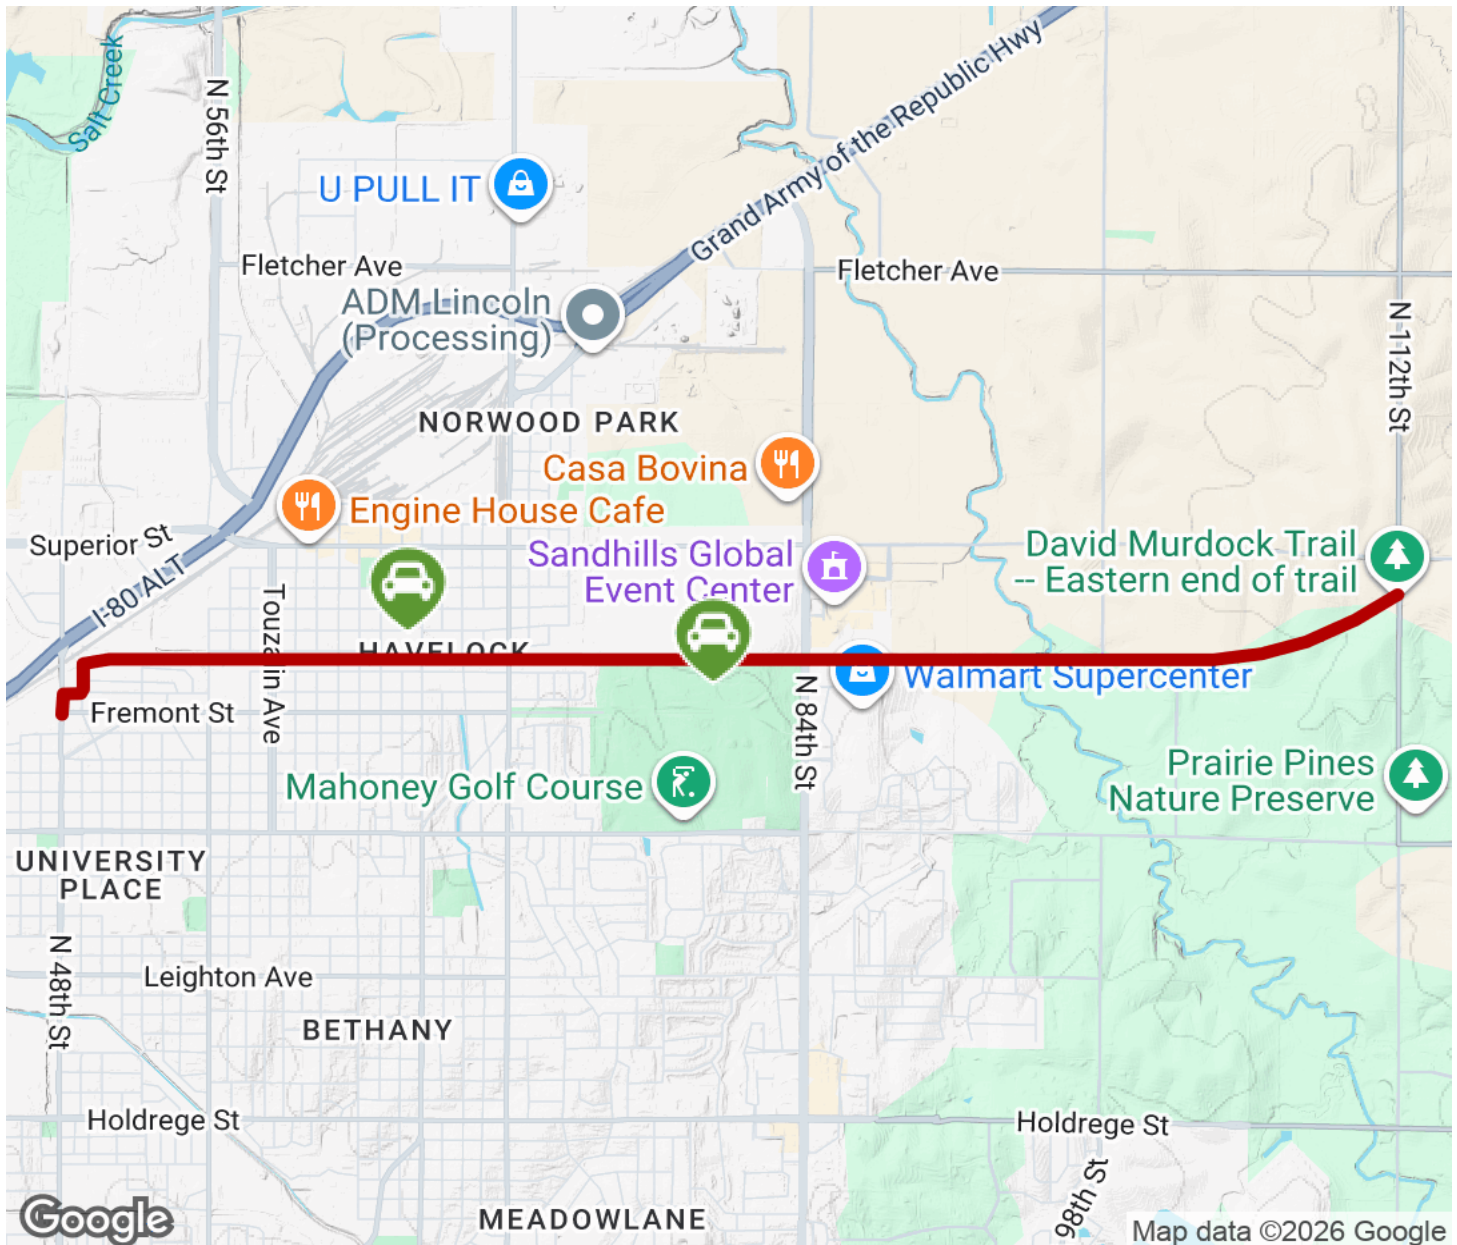 Salt Creek
N 56th St
Grand Army of the Republic Hwy
U PULL IT
Fletcher Ave
Fletcher Ave
ADM Lincoln
(Processing)
N 112th St
NORWOOD PARK
Casa Bovina
Engine House Cafe
Superior St
Sandhills Global
Event Center
David Murdock Trail
-- Eastern end of trail
I-80 ALT
Touzalin Ave
HAVELOCK
Walmart Supercenter
N 84th St
Fremont St
Mahoney Golf Course
Prairie Pines
Nature Preserve
UNIVERSITY
PLACE
N 48th St
Leighton Ave
BETHANY
Holdrege St
Holdrege St
98th St
MEADOWLANE
Google
Map data ©2026 Google